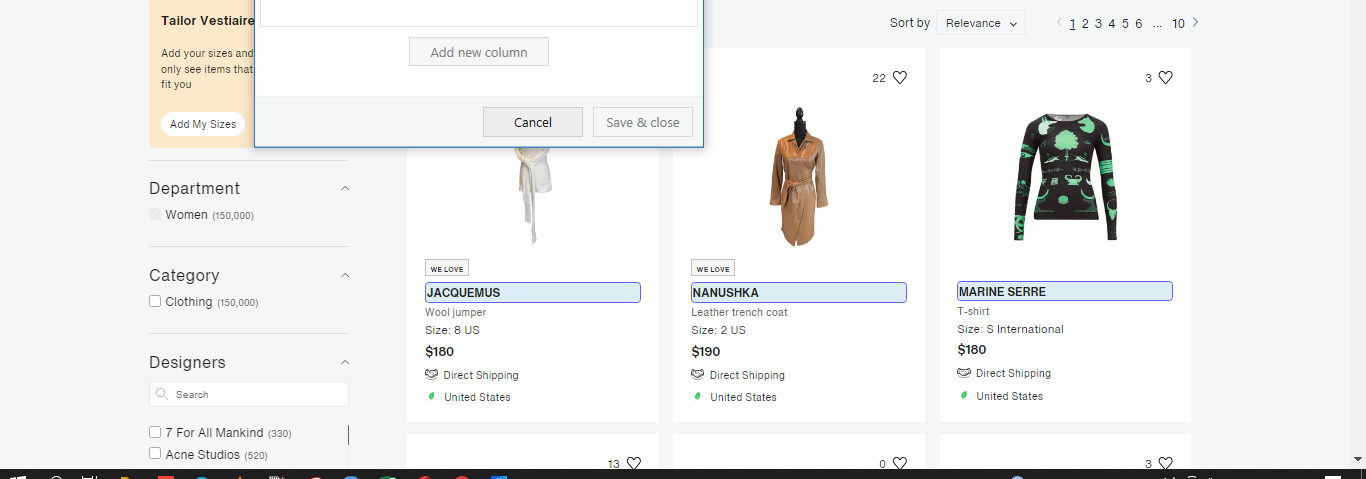 Tailor Vestiaire
Add your sizes and
only see items that
fit you
Add My Sizes
Add new column
Cancel
Save & close
Sort by
Relevance
1 2 3 4 5 6 ... 10
Department
Women (150,000)
Category
Clothing (150,000)
Designers
Search
7 For All Mankind (330)
Acne Studios (520)
WE LOVE
JACQUEMUS
Wool jumper
Size: 8 US
$180
Direct Shipping
United States
22
WE LOVE
NANUSHKA
Leather trench coat
Size: 2 US
$190
Direct Shipping
United States
3
MARINE SERRE
T-shirt
Size: S International
$180
Direct Shipping
United States
13
0
3